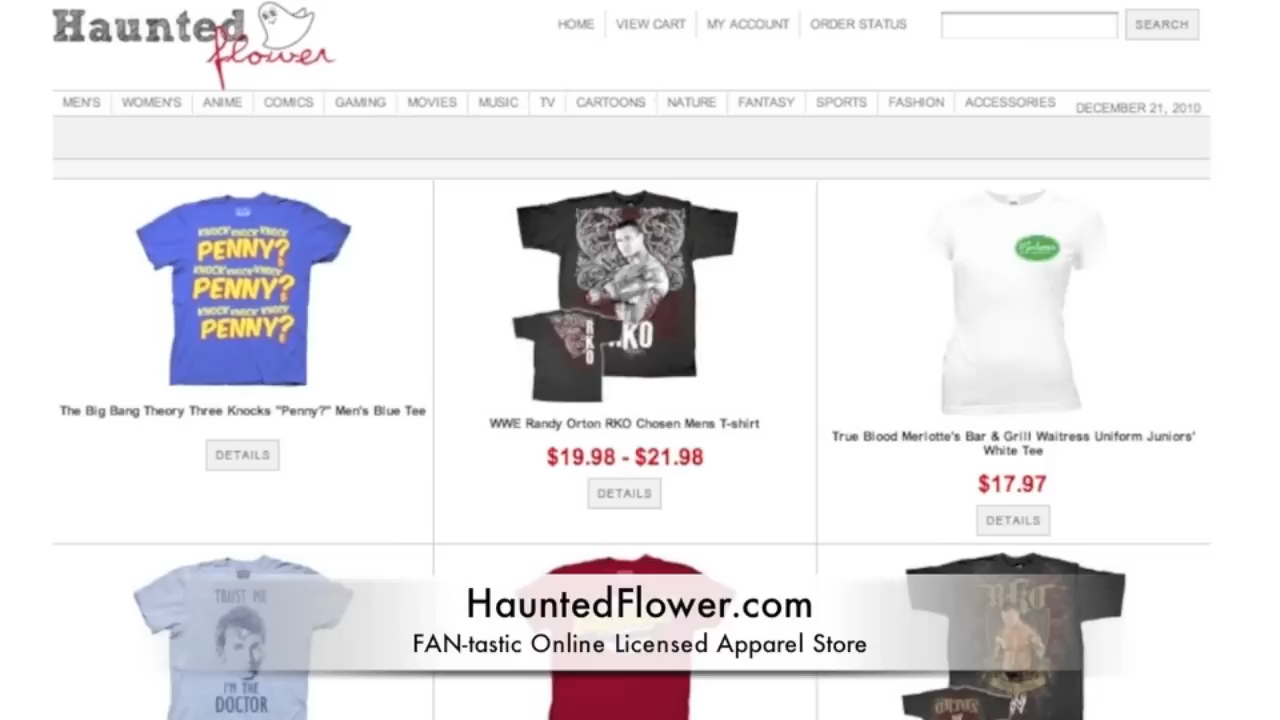 Haunted
flower
HOME VIEW CART MY ACCOUNT ORDER STATUS SEARCH
MEN'S WOMEN'S ANIME COMICS GAMING MOVIES MUSIC TV CARTOONS NATURE FANTASY SPORTS FASHION ACCESSORIES DECEMBER 21, 2010
KNOCK KNOCK KNOCK
PENNY?
KNOCK KNOCK KNOCK
PENNY?
KNOCK KNOCK KNOCK
PENNY?
RKO
RKO
The Big Bang Theory Three Knocks "Penny?" Men's Blue Tee
DETAILS
WWE Randy Orton RKO Chosen Mens T-shirt
$19.98 - $21.98
DETAILS
True Blood Merlotte's Bar & Grill Waitress Uniform Juniors'
White Tee
$17.97
DETAILS
TRUST ME
I'M THE
DOCTOR
RKO
HauntedFlower.com
FAN-tastic Online Licensed Apparel Store